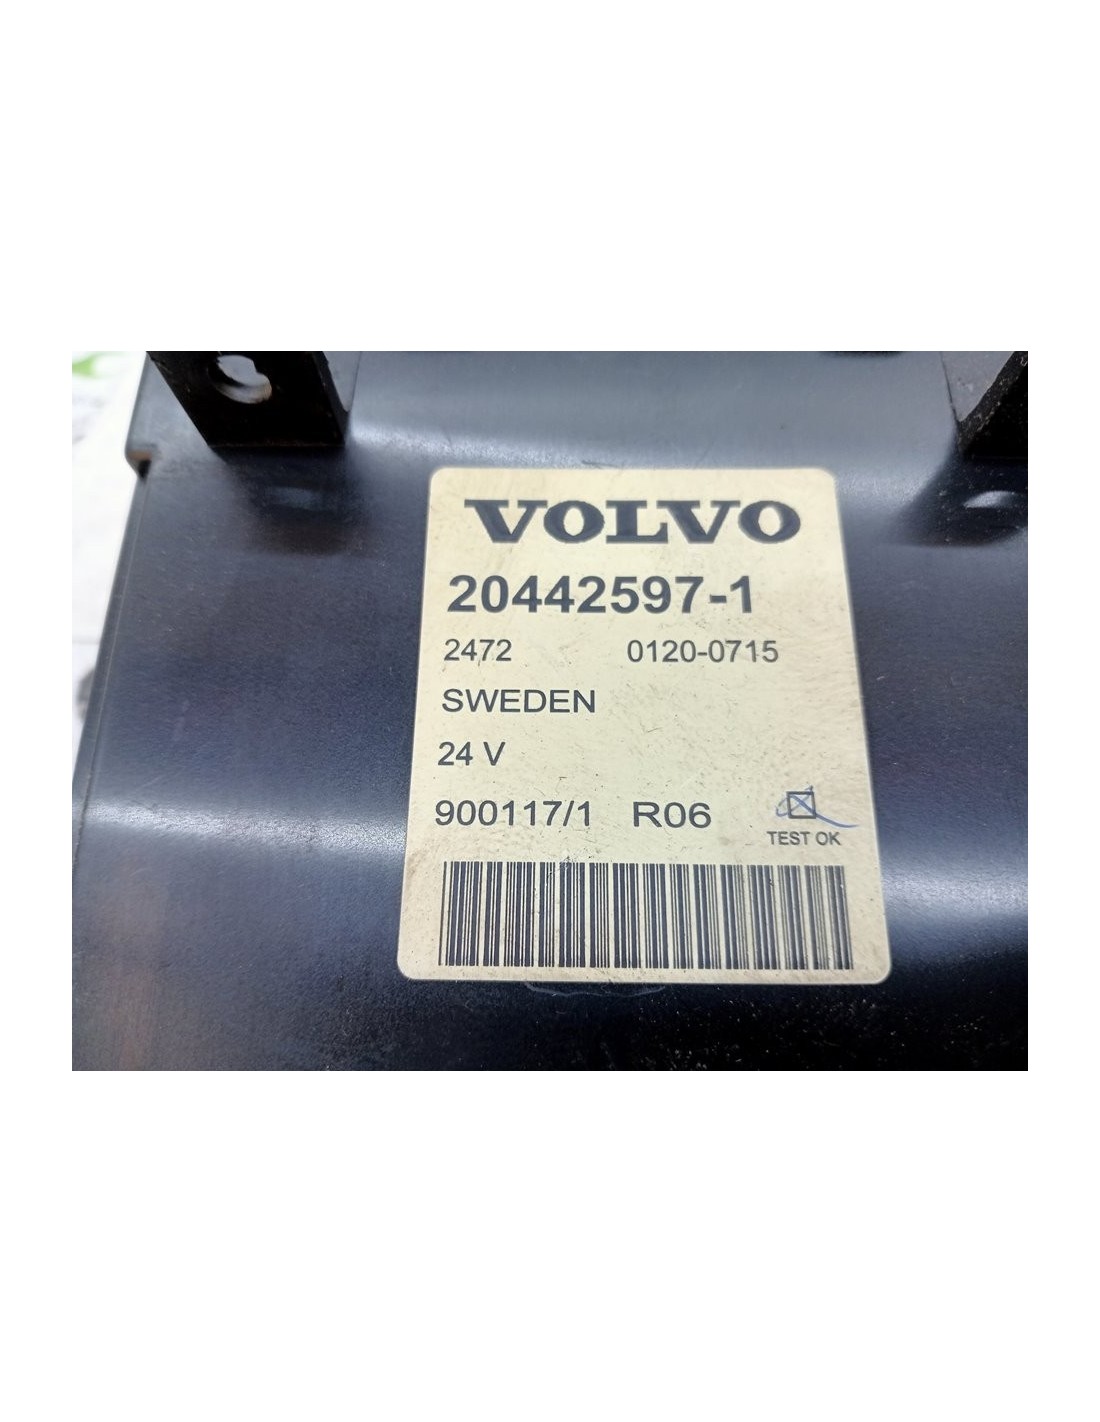 VOLVO
20442597-1
2472 0120-0715
SWEDEN
24 V
900117/1 R06
TEST OK